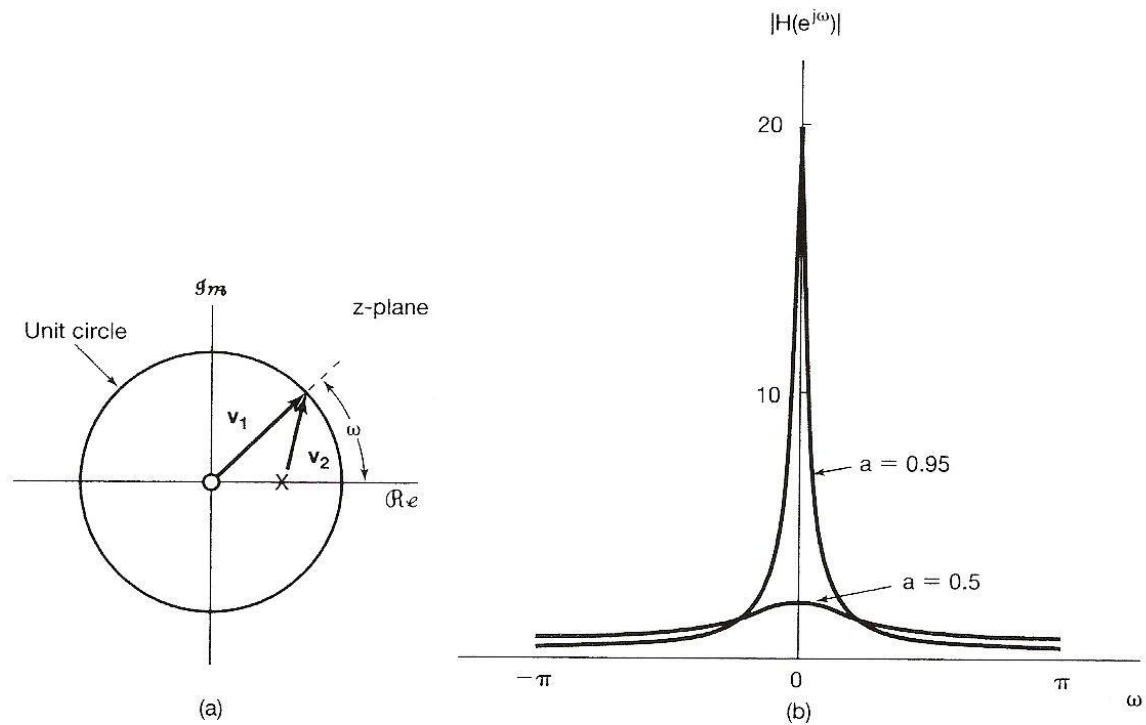 𝓘𝓂
z-plane
Unit circle
v₁
ω
v₂
ℛℯ
(a)
|H(e^{jω})|
20
10
a = 0.95
a = 0.5
−π
0
π
ω
(b)